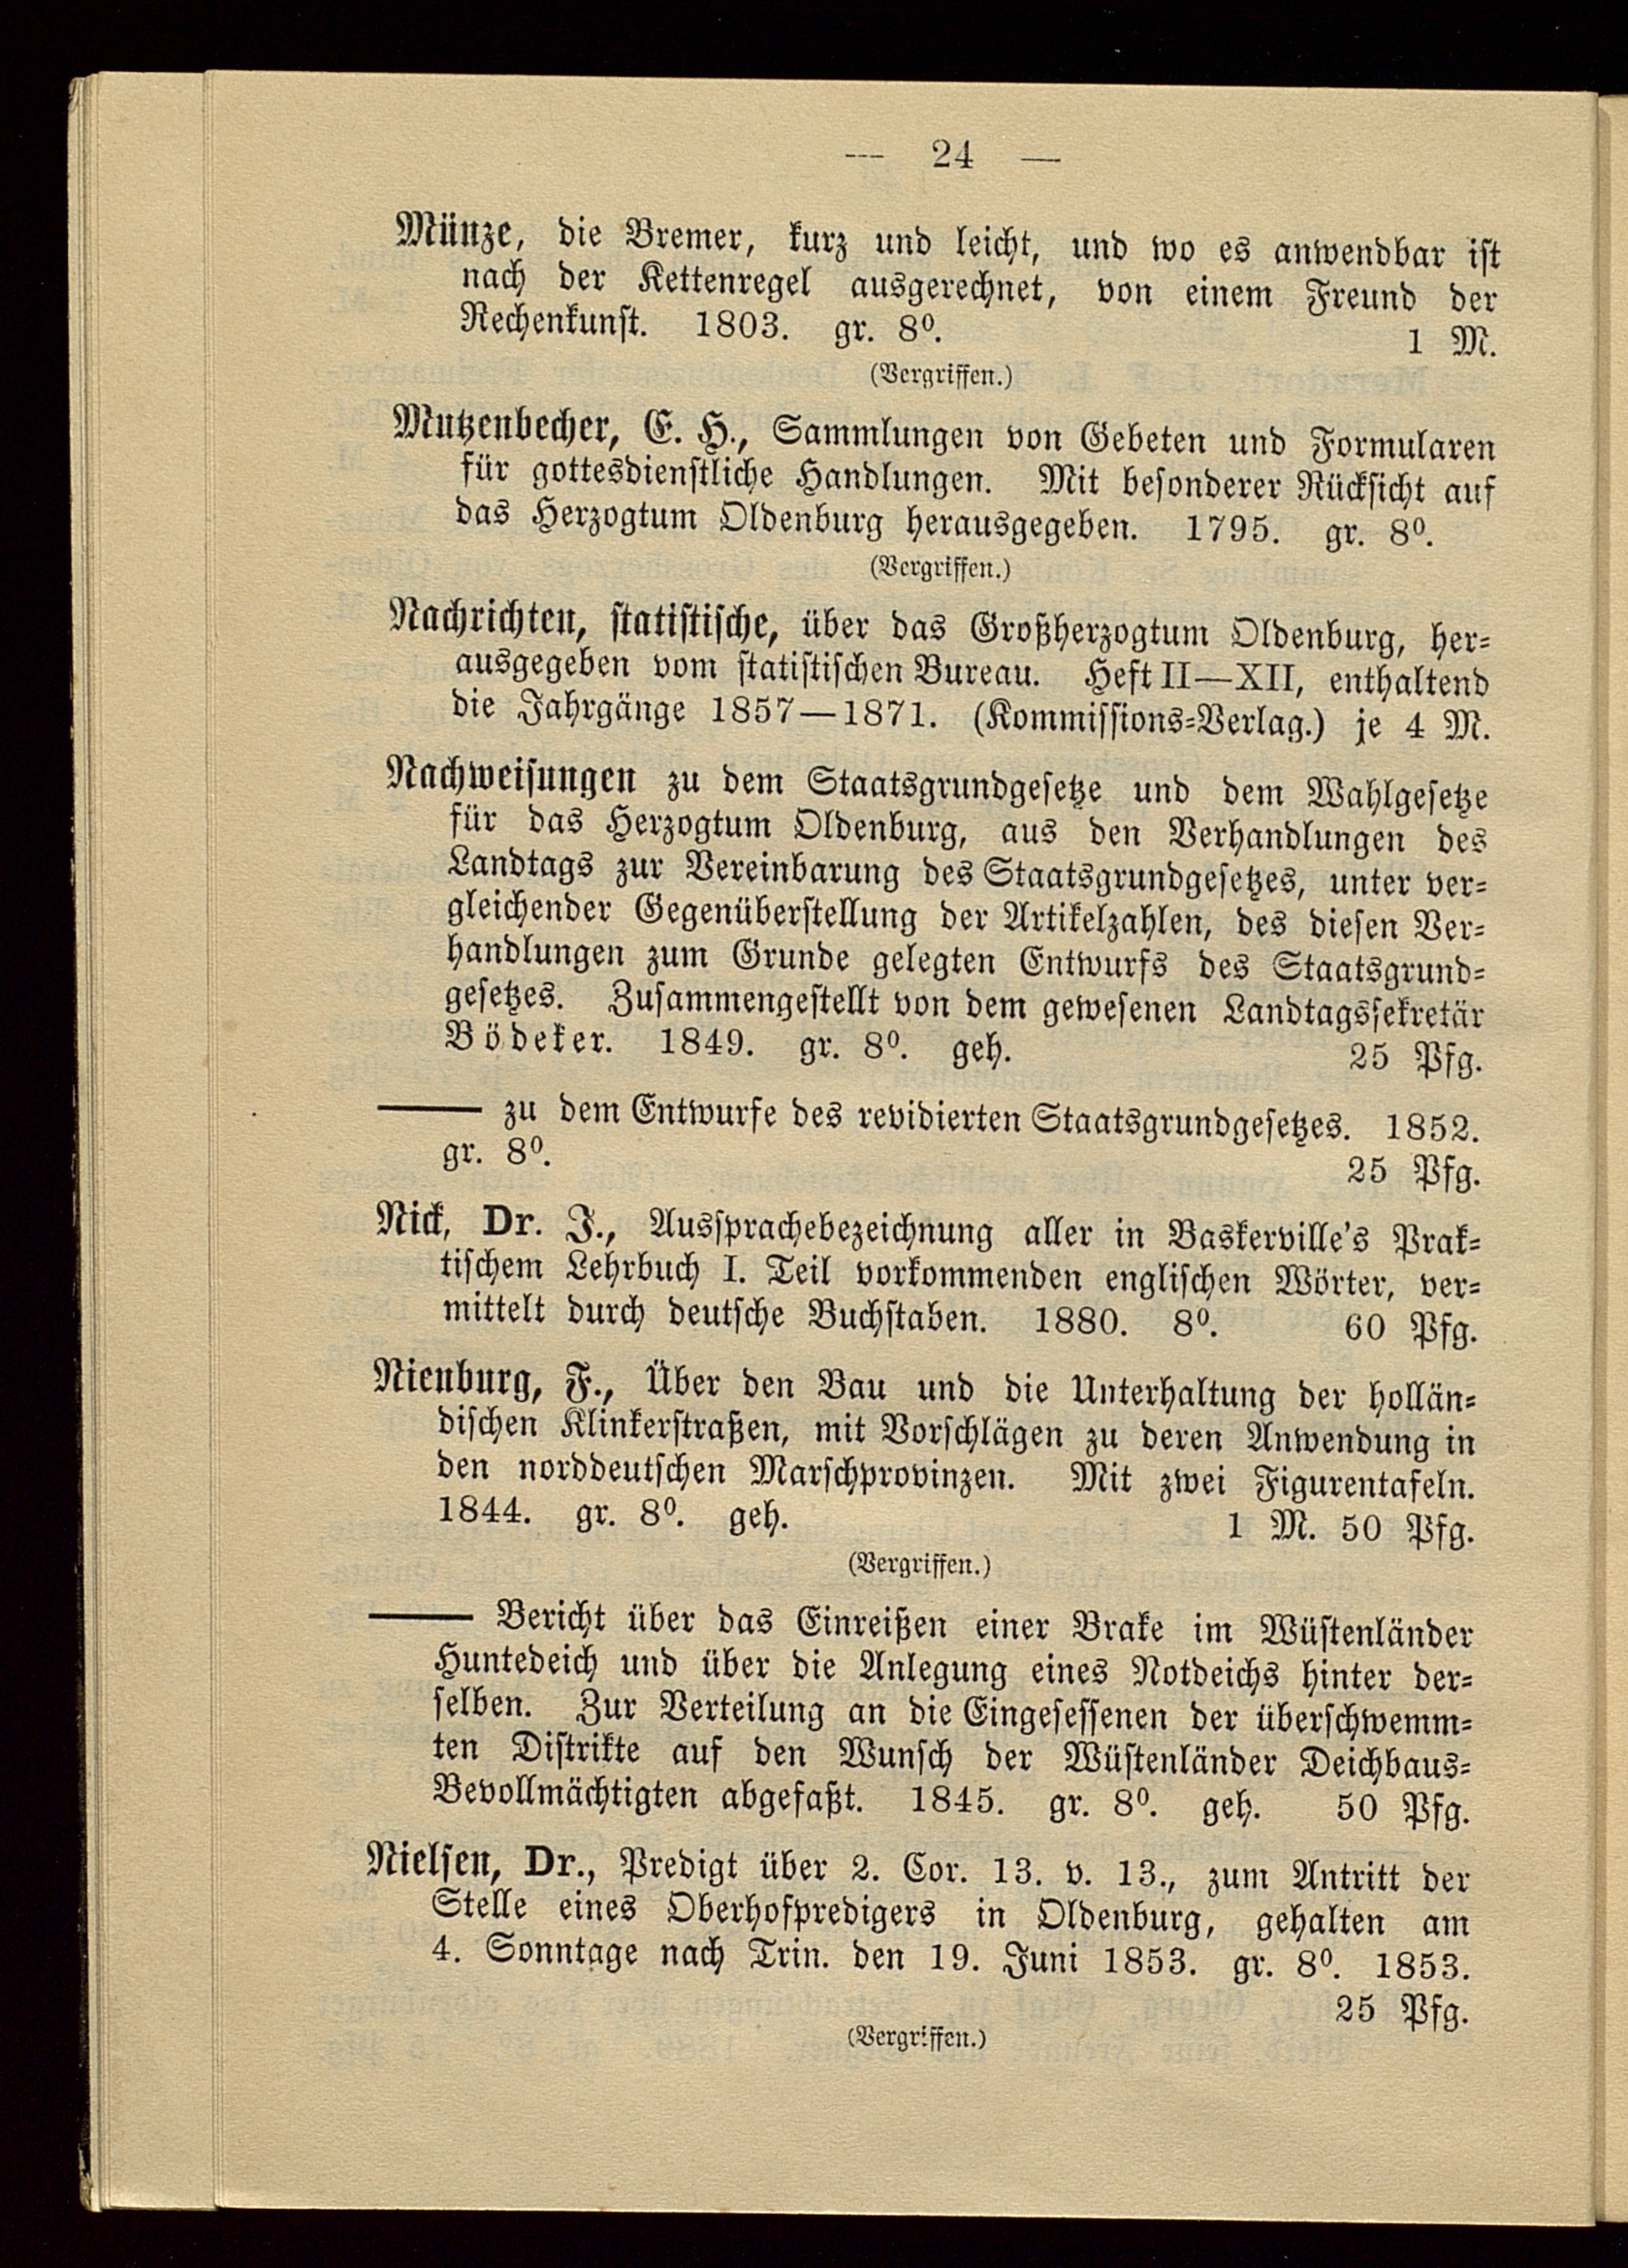 — 24 —
Münze, die Bremer, kurz und leicht, und wo es anwendbar ist
nach der Kettenregel ausgerechnet, von einem Freund der
Rechenkunst. 1803. gr. 8⁰. 1 M.
(Vergriffen.)
Mutzenbecher, E. H., Sammlungen von Gebeten und Formularen
für gottesdienstliche Handlungen. Mit besonderer Rücksicht auf
das Herzogtum Oldenburg herausgegeben. 1795. gr. 8⁰.
(Vergriffen.)
Nachrichten, statistische, über das Großherzogtum Oldenburg, her=
ausgegeben vom statistischen Bureau. Heft II—XII, enthaltend
die Jahrgänge 1857—1871. (Kommissions=Verlag.) je 4 M.
Nachweisungen zu dem Staatsgrundgesetze und dem Wahlgesetze
für das Herzogtum Oldenburg, aus den Verhandlungen des
Landtags zur Vereinbarung des Staatsgrundgesetzes, unter ver=
gleichender Gegenüberstellung der Artikelzahlen, des diesen Ver=
handlungen zum Grunde gelegten Entwurfs des Staatsgrund=
gesetzes. Zusammengestellt von dem gewesenen Landtagssekretär
Bödeker. 1849. gr. 8⁰. geh. 25 Pfg.
—— zu dem Entwurfe des revidierten Staatsgrundgesetzes. 1852.
gr. 8⁰. 25 Pfg.
Nick, Dr. J., Aussprachebezeichnung aller in Baskerville's Prak=
tischem Lehrbuch I. Teil vorkommenden englischen Wörter, ver=
mittelt durch deutsche Buchstaben. 1880. 8⁰. 60 Pfg.
Nienburg, F., Über den Bau und die Unterhaltung der hollän=
dischen Klinkerstraßen, mit Vorschlägen zu deren Anwendung in
den norddeutschen Marschprovinzen. Mit zwei Figurentafeln.
1844. gr. 8⁰. geh. 1 M. 50 Pfg.
(Vergriffen.)
—— Bericht über das Einreißen einer Brake im Wüstenländer
Huntedeich und über die Anlegung eines Notdeichs hinter der=
selben. Zur Verteilung an die Eingesessenen der überschwemm=
ten Distrikte auf den Wunsch der Wüstenländer Deichbaus=
Bevollmächtigten abgefaßt. 1845. gr. 8⁰. geh. 50 Pfg.
Nielsen, Dr., Predigt über 2. Cor. 13. v. 13., zum Antritt der
Stelle eines Oberhofpredigers in Oldenburg, gehalten am
4. Sonntage nach Trin. den 19. Juni 1853. gr. 8⁰. 1853.
25 Pfg.
(Vergriffen.)